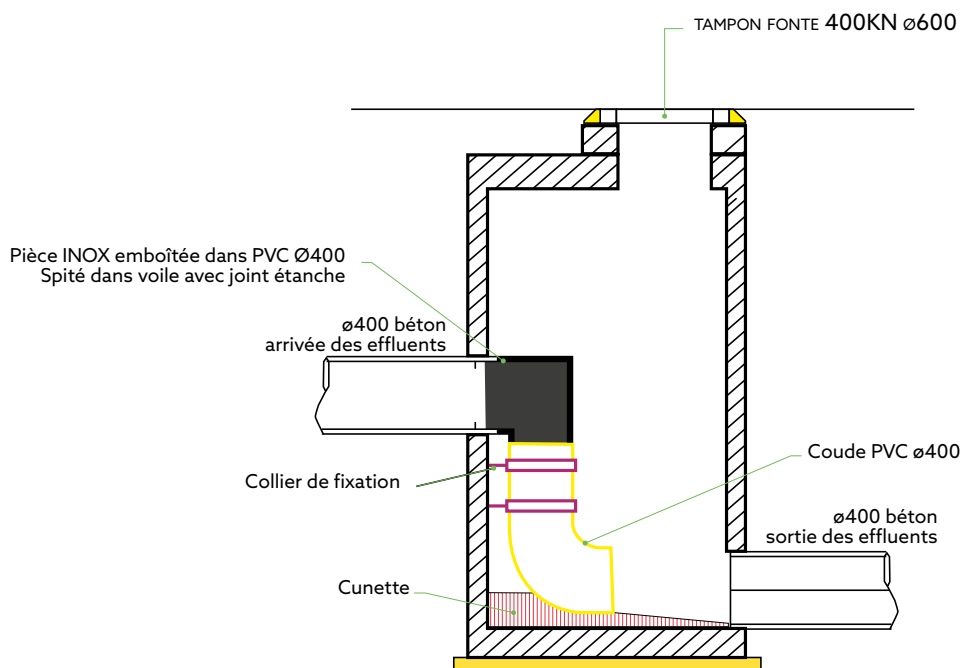 TAMPON FONTE 400KN Ø600
Pièce INOX emboîtée dans PVC Ø400
Spité dans voile avec joint étanche
ø400 béton
arrivée des effluents
Collier de fixation
Coude PVC ø400
ø400 béton
sortie des effluents
Cunette